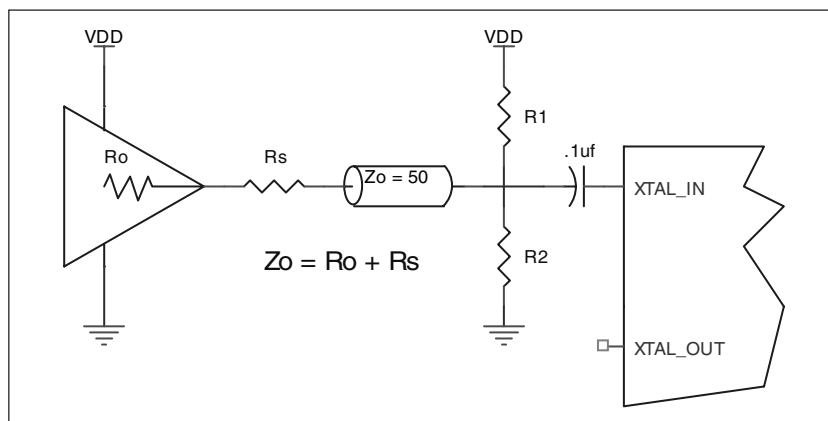 VDD
VDD
R1
Ro
Rs
.1uf
Zo = 50
XTAL_IN
R2
Zo = Ro + Rs
XTAL_OUT